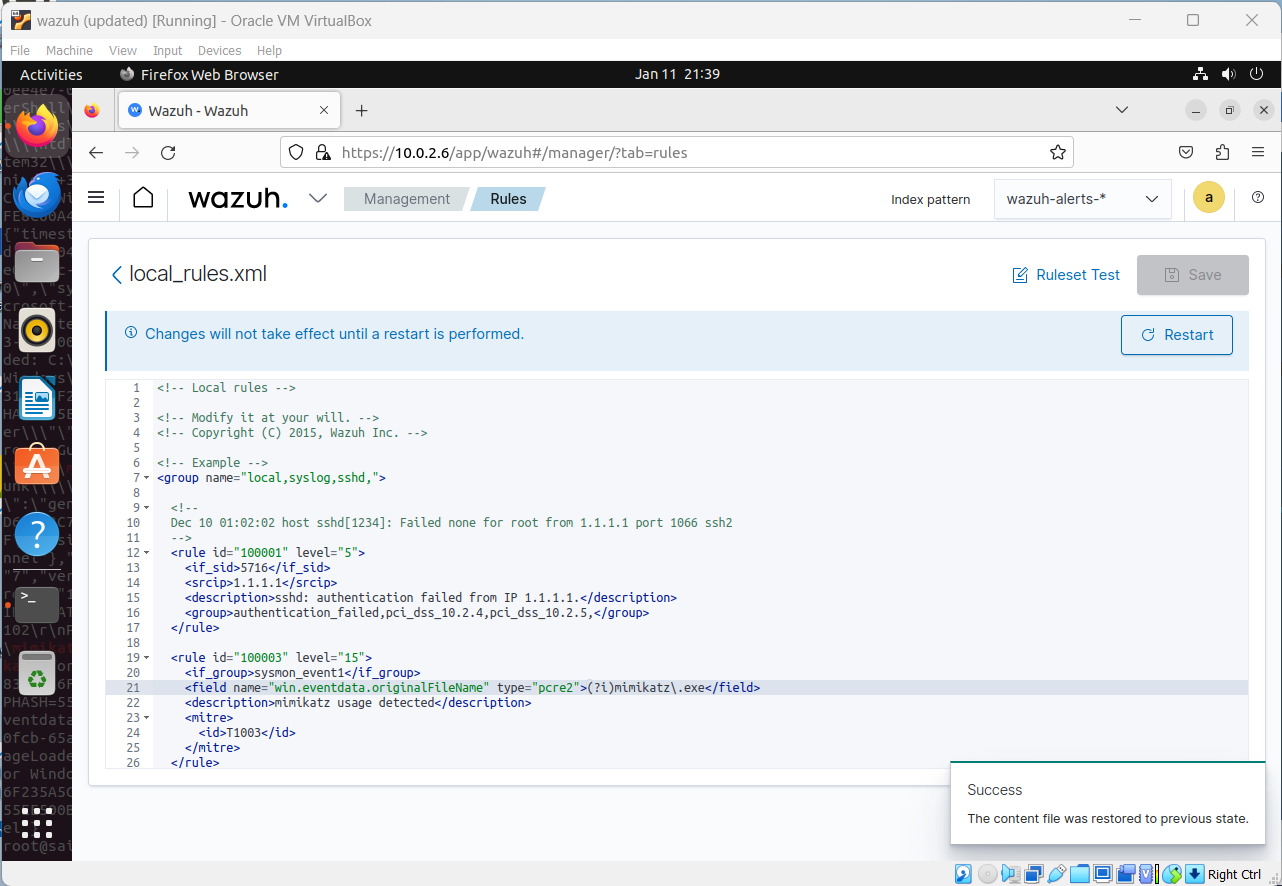 wazuh (updated) [Running] - Oracle VM VirtualBox
File Machine View Input Devices Help
Activities Firefox Web Browser Jan 11 21:39
Wazuh - Wazuh
https://10.0.2.6/app/wazuh#/manager/?tab=rules
wazuh. Management Rules Index pattern wazuh-alerts-* a
local_rules.xml Ruleset Test Save
Changes will not take effect until a restart is performed. Restart
1 <!-- Local rules -->
2
3 <!-- Modify it at your will. -->
4 <!-- Copyright (C) 2015, Wazuh Inc. -->
5
6 <!-- Example -->
7 <group name="local,syslog,sshd,">
8
9 <!--
10 Dec 10 01:02:02 host sshd[1234]: Failed none for root from 1.1.1.1 port 1066 ssh2
11 -->
12 <rule id="100001" level="5">
13 <if_sid>5716</if_sid>
14 <srcip>1.1.1.1</srcip>
15 <description>sshd: authentication failed from IP 1.1.1.1.</description>
16 <group>authentication_failed,pci_dss_10.2.4,pci_dss_10.2.5,</group>
17 </rule>
18
19 <rule id="100003" level="15">
20 <if_group>sysmon_event1</if_group>
21 <field name="win.eventdata.originalFileName" type="pcre2">(?i)mimikatz\.exe</field>
22 <description>mimikatz usage detected</description>
23 <mitre>
24 <id>T1003</id>
25 </mitre>
26 </rule>
Success
The content file was restored to previous state.
Right Ctrl